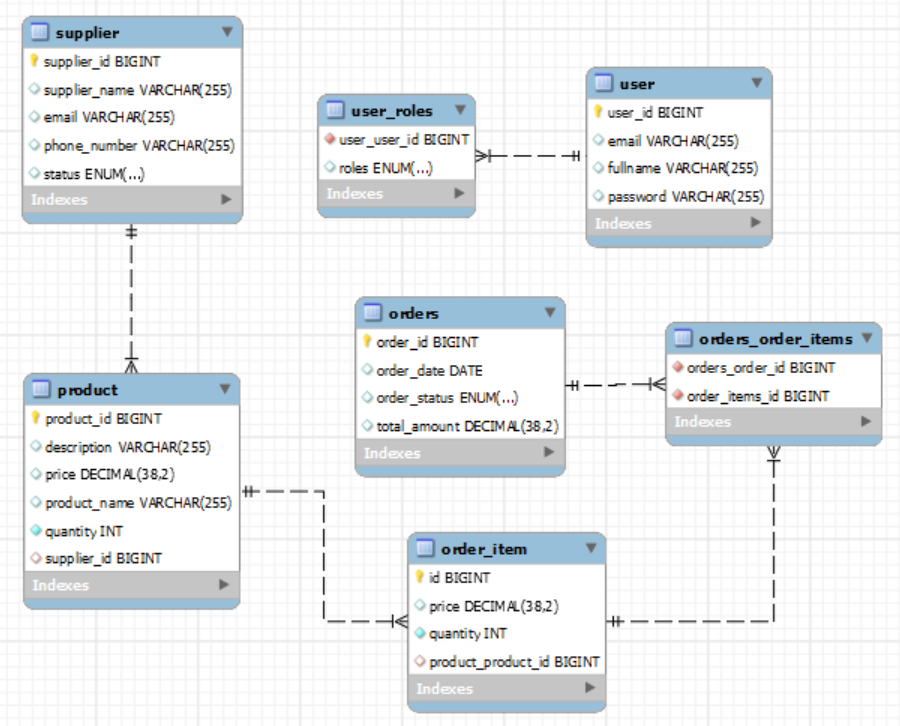 supplier
supplier_id BIGINT
supplier_name VARCHAR(255)
email VARCHAR(255)
phone_number VARCHAR(255)
status ENUM(...)
Indexes
user_roles
user_user_id BIGINT
roles ENUM(...)
Indexes
user
user_id BIGINT
email VARCHAR(255)
fullname VARCHAR(255)
password VARCHAR(255)
Indexes
orders
order_id BIGINT
order_date DATE
order_status ENUM(...)
total_amount DECIMAL(38,2)
Indexes
orders_order_items
orders_order_id BIGINT
order_items_id BIGINT
Indexes
product
product_id BIGINT
description VARCHAR(255)
price DECIMAL(38,2)
product_name VARCHAR(255)
quantity INT
supplier_id BIGINT
Indexes
order_item
id BIGINT
price DECIMAL(38,2)
quantity INT
product_product_id BIGINT
Indexes